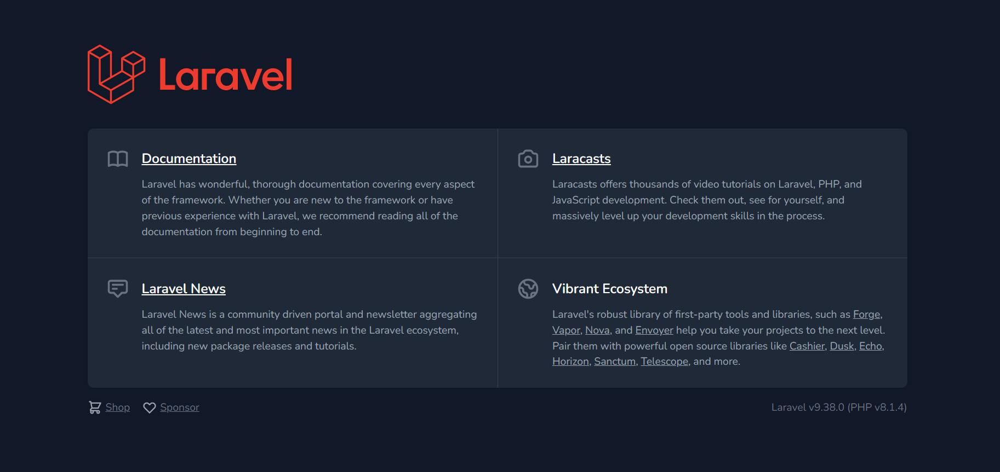 Laravel
Documentation
Laravel has wonderful, thorough documentation covering every aspect
of the framework. Whether you are new to the framework or have
previous experience with Laravel, we recommend reading all of the
documentation from beginning to end.
Laracasts
Laracasts offers thousands of video tutorials on Laravel, PHP, and
JavaScript development. Check them out, see for yourself, and
massively level up your development skills in the process.
Laravel News
Laravel News is a community driven portal and newsletter aggregating
all of the latest and most important news in the Laravel ecosystem,
including new package releases and tutorials.
Vibrant Ecosystem
Laravel's robust library of first-party tools and libraries, such as Forge,
Vapor, Nova, and Envoyer help you take your projects to the next level.
Pair them with powerful open source libraries like Cashier, Dusk, Echo,
Horizon, Sanctum, Telescope, and more.
Shop Sponsor
Laravel v9.38.0 (PHP v8.1.4)